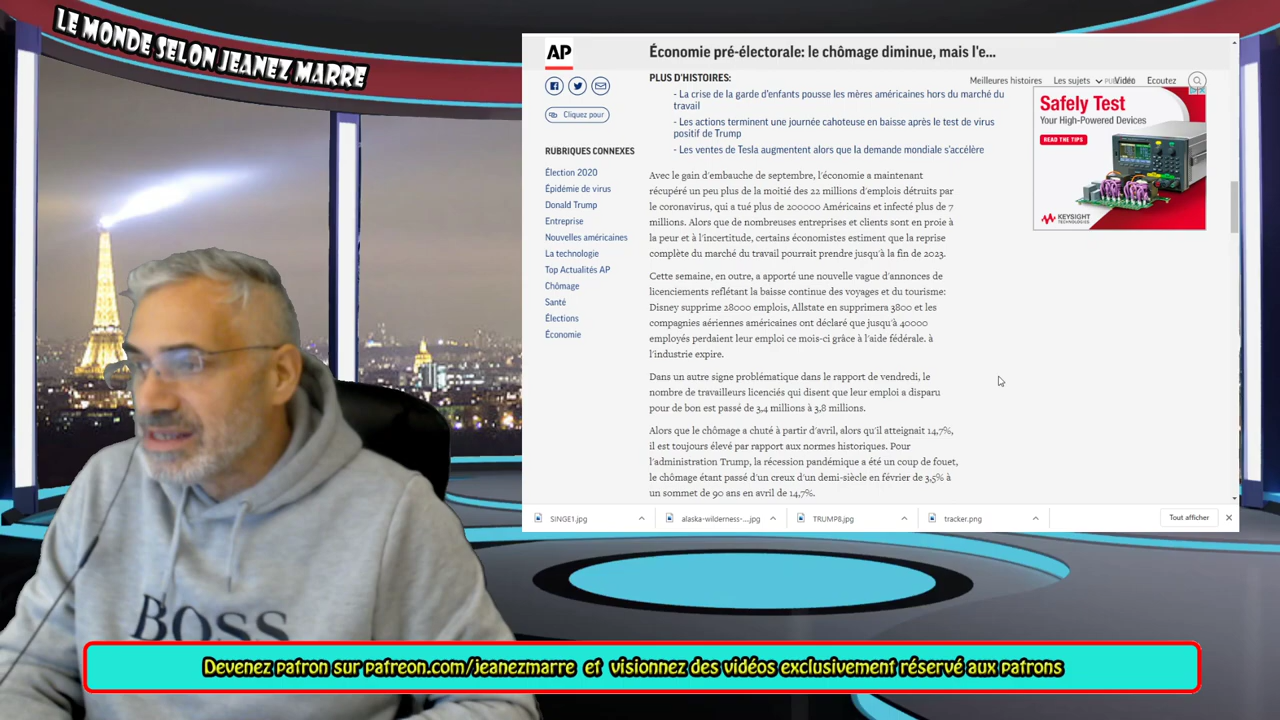 LE MONDE SELON JEANEZ MARRE
AP
Économie pré-électorale: le chômage diminue, mais l'e...
Meilleures histoires
Les sujets
Vidéo
Ecoutez
PLUS D'HISTOIRES:
- La crise de la garde d'enfants pousse les mères américaines hors du marché du
travail
- Les actions terminent une journée cahoteuse en baisse après le test de virus
positif de Trump
- Les ventes de Tesla augmentent alors que la demande mondiale s'accélère
Cliquez pour
RUBRIQUES CONNEXES
Élection 2020
Épidémie de virus
Donald Trump
Entreprise
Nouvelles américaines
La technologie
Top Actualités AP
Chômage
Santé
Élections
Économie
Avec le gain d'embauche de septembre, l'économie a maintenant
récupéré un peu plus de la moitié des 22 millions d'emplois détruits par
le coronavirus, qui a tué plus de 200000 Américains et infecté plus de 7
millions. Alors que de nombreuses entreprises et clients sont en proie à
la peur et à l'incertitude, certains économistes estiment que la reprise
complète du marché du travail pourrait prendre jusqu'à la fin de 2023.
Cette semaine, en outre, a apporté une nouvelle vague d'annonces de
licenciements reflétant la baisse continue des voyages et du tourisme:
Disney supprime 28000 emplois, Allstate en supprimera 3800 et les
compagnies aériennes américaines ont déclaré que jusqu'à 40000
employés perdaient leur emploi ce mois-ci grâce à l'aide fédérale. à
l'industrie expire.
Dans un autre signe problématique dans le rapport de vendredi, le
nombre de travailleurs licenciés qui disent que leur emploi a disparu
pour de bon est passé de 3,4 millions à 3,8 millions.
Alors que le chômage a chuté à partir d'avril, alors qu'il atteignait 14,7%,
il est toujours élevé par rapport aux normes historiques. Pour
l'administration Trump, la récession pandémique a été un coup de fouet,
le chômage étant passé d'un creux d'un demi-siècle en février de 3,5% à
un sommet de 90 ans en avril de 14,7%.
Safely Test
Your High-Powered Devices
READ THE TIPS
KEYSIGHT
TECHNOLOGIES
SINGE1.jpg
alaska-wilderness-....jpg
TRUMP8.jpg
tracker.png
Tout afficher
BOSS
Devenez patron sur patreon.com/jeanezmarre et visionnez des vidéos exclusivement réservé aux patrons